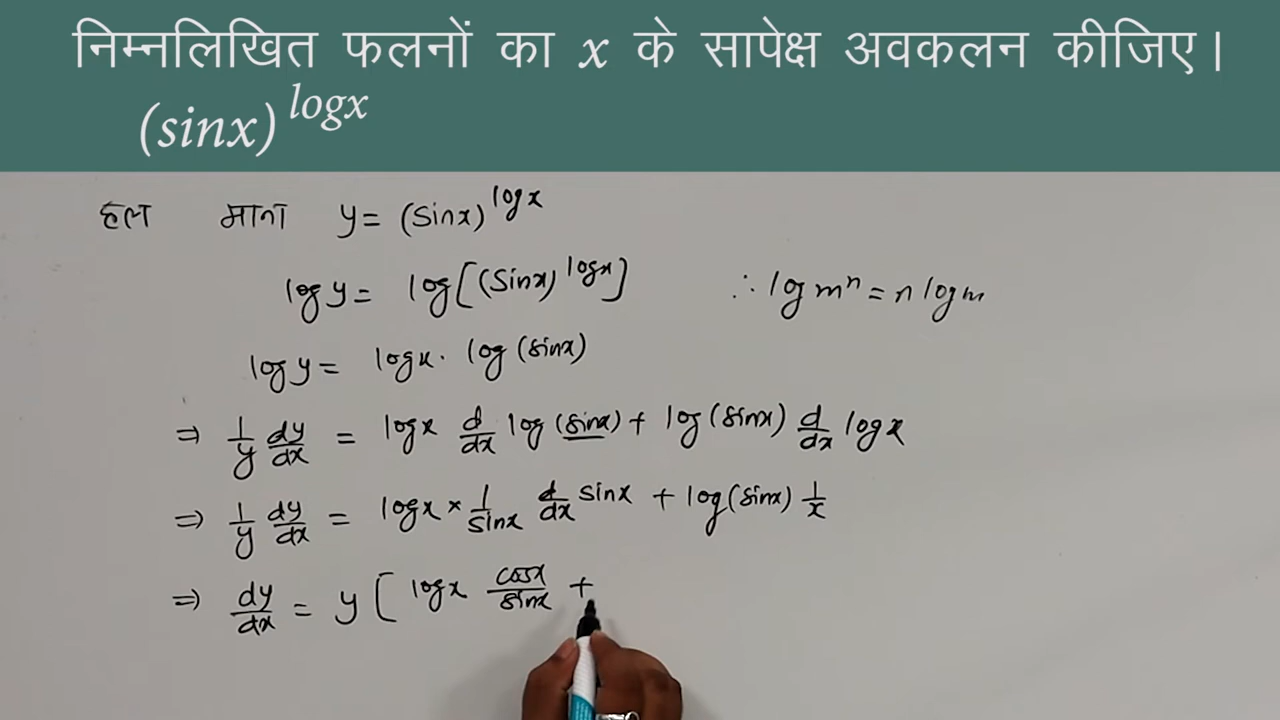 निम्नलिखित फलनों का x के सापेक्ष अवकलन कीजिए।
(sinx)^logx
हल माना y = (sinx)^logx
log y = log[(sinx)^logx] ∴ log mⁿ = n log m
log y = logx · log (sinx)
⇒ 1/y dy/dx = logx d/dx log (sinx) + log (sinx) d/dx logx
⇒ 1/y dy/dx = logx × 1/sinx d/dx sinx + log(sinx) 1/x
⇒ dy/dx = y [ logx cosx/sinx +